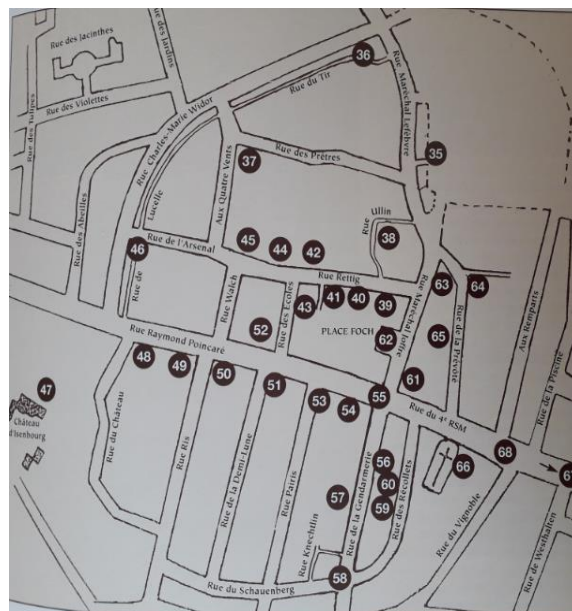 Rue des Jacinthes
Rue des Jardins
Rue des Tulipes
Rue des Violettes
Rue Charles-Marie Widor
Rue du Tir
36
Rue Maréchal Lefèbvre
35
Rue des Abeilles
Lucelle
Rue de
Aux Quatre Vents
37
Rue des Prêtres
Rue
Ullin
38
46
Rue de l'Arsenal
45
44
42
Rue Rettig
Rue Walch
Rue des Ecoles
43
41
40
39
PLACE FOCH
62
Rue Maréchal Joffre
63
64
65
Rue de la Prévôté
Aux Remparts
Rue de la Piscine
Rue Raymond Poincaré
52
48
49
50
51
53
54
55
61
Rue du 4e RSM
47
Château
d'Isenbourg
Rue du Château
Rue Ris
Rue de la Demi-Lune
Rue Pairis
57
56
60
59
Rue de la Gendarmerie
Rue des Récollets
66
68
Rue du Vignoble
Rue de Westhalten
Rue Knechtlin
58
Rue du Schauenberg